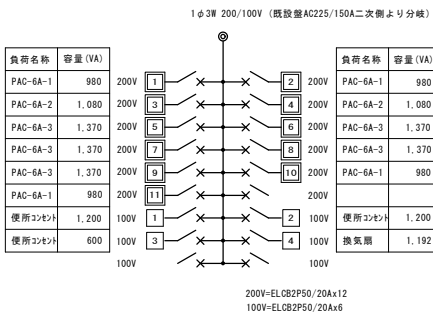 1φ3W 200/100V (既設盤AC225/150A二次側より分岐)
負荷名称 容量(VA) 負荷名称 容量(VA)
PAC-6A-1 980 200V 1 2 200V PAC-6A-1 980
PAC-6A-2 1,080 200V 3 4 200V PAC-6A-2 1,080
PAC-6A-3 1,370 200V 5 6 200V PAC-6A-3 1,370
PAC-6A-3 1,370 200V 7 8 200V PAC-6A-3 1,370
PAC-6A-3 1,370 200V 9 10 200V PAC-6A-1 980
PAC-6A-1 980 200V 11 200V
便所コンセント 1,200 100V 1 2 100V 便所コンセント 1,200
便所コンセント 600 100V 3 4 100V 換気扇 1,192
100V 100V
200V=ELCB2P50/20Ax12
100V=ELCB2P50/20Ax6